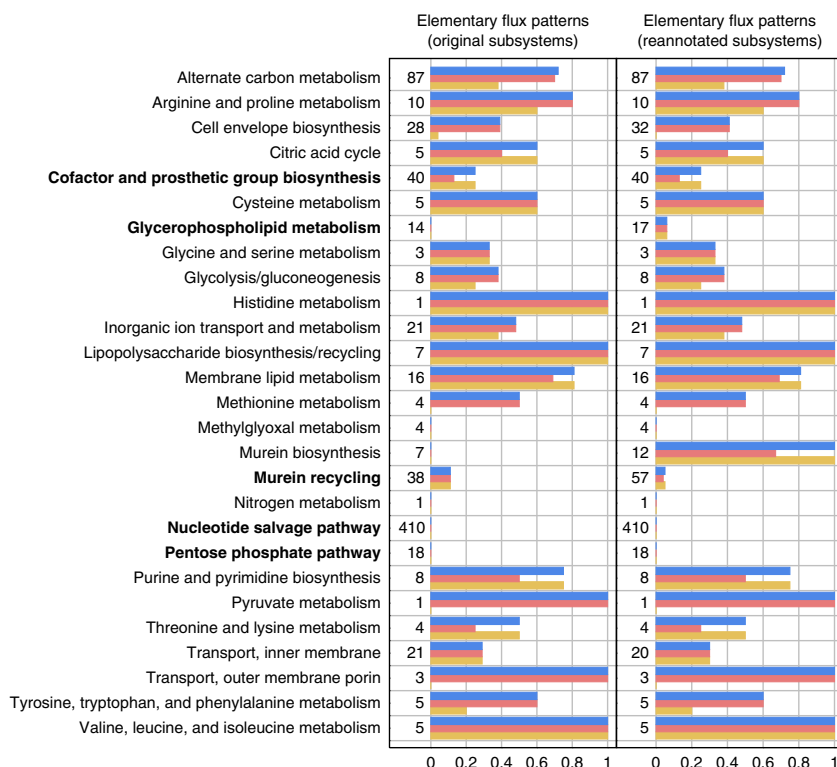 Elementary flux patterns
(original subsystems)
Elementary flux patterns
(reannotated subsystems)
Alternate carbon metabolism 87 87
Arginine and proline metabolism 10 10
Cell envelope biosynthesis 28 32
Citric acid cycle 5 5
Cofactor and prosthetic group biosynthesis 40 40
Cysteine metabolism 5 5
Glycerophospholipid metabolism 14 17
Glycine and serine metabolism 3 3
Glycolysis/gluconeogenesis 8 8
Histidine metabolism 1 1
Inorganic ion transport and metabolism 21 21
Lipopolysaccharide biosynthesis/recycling 7 7
Membrane lipid metabolism 16 16
Methionine metabolism 4 4
Methylglyoxal metabolism 4 4
Murein biosynthesis 7 12
Murein recycling 38 57
Nitrogen metabolism 1 1
Nucleotide salvage pathway 410 410
Pentose phosphate pathway 18 18
Purine and pyrimidine biosynthesis 8 8
Pyruvate metabolism 1 1
Threonine and lysine metabolism 4 4
Transport, inner membrane 21 20
Transport, outer membrane porin 3 3
Tyrosine, tryptophan, and phenylalanine metabolism 5 5
Valine, leucine, and isoleucine metabolism 5 5
0 0.2 0.4 0.6 0.8 1 0 0.2 0.4 0.6 0.8 1